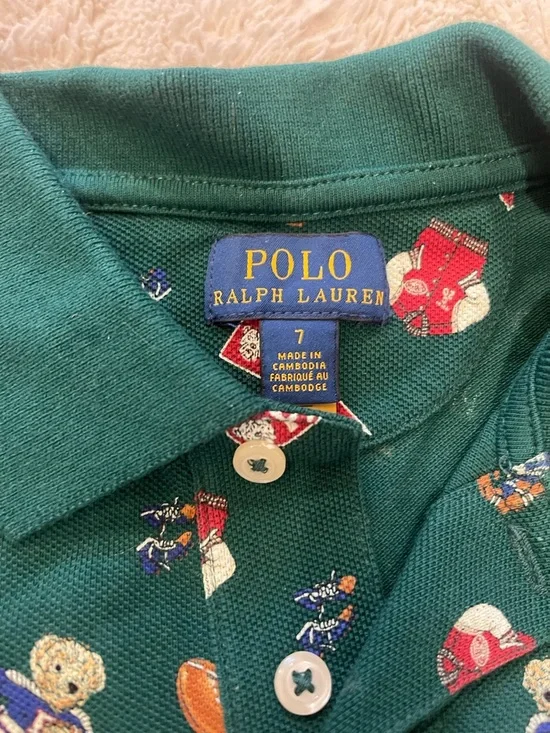 POLO
RALPH LAUREN
7
MADE IN
CAMBODIA
FABRIQUÉ AU
CAMBODGE